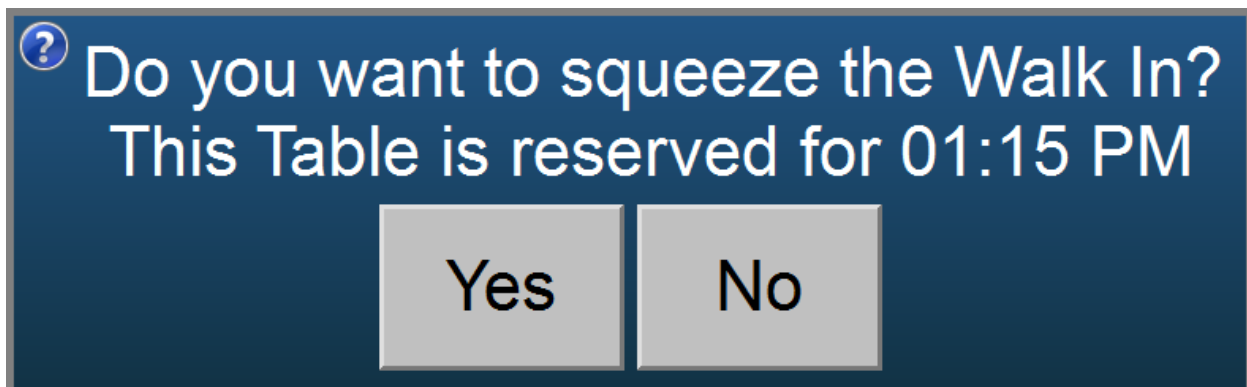 Do you want to squeeze the Walk In?
This Table is reserved for 01:15 PM
Yes No